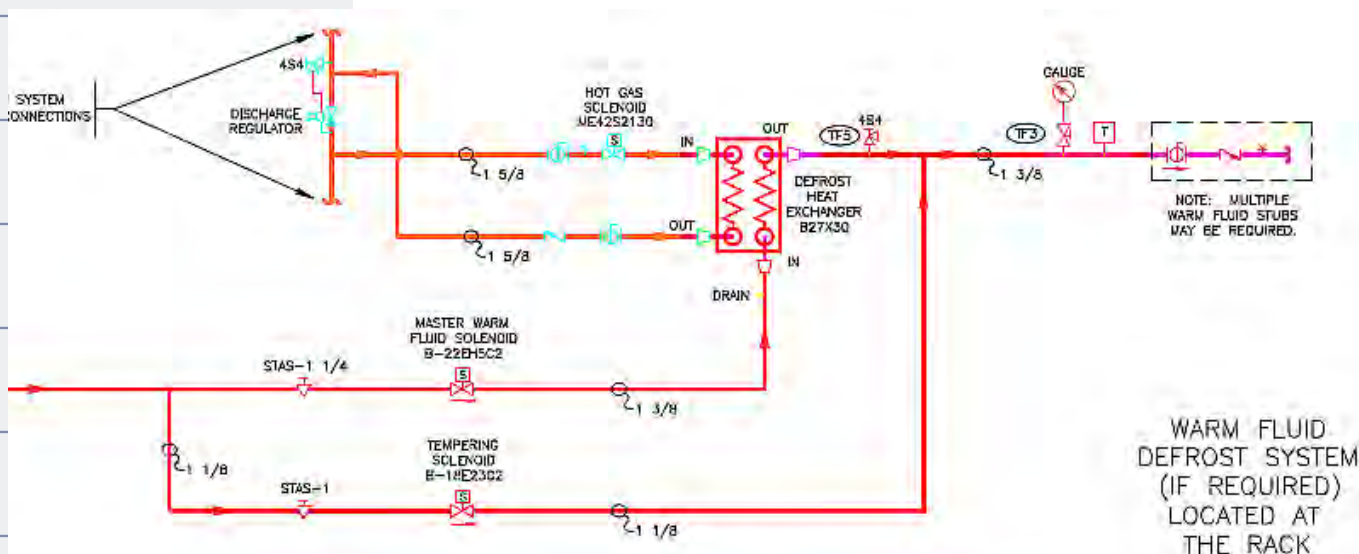 SYSTEM
CONNECTIONS
4S4
DISCHARGE
REGULATOR
HOT GAS
SOLENOID
UE42S2130
S
IN
OUT
1 5/8
OUT
1 5/8
IN
DRAIN
DEFROST
HEAT
EXCHANGER
B27X30
TF5
4S4
TF3
1 3/8
GAUGE
T
NOTE: MULTIPLE
WARM FLUID STUBS
MAY BE REQUIRED.
MASTER WARM
FLUID SOLENOID
B-22EH5C2
S
STAS-1 1/4
1 3/8
1 1/8
TEMPERING
SOLENOID
B-18E23C2
S
STAS-1
1 1/8
WARM FLUID
DEFROST SYSTEM
(IF REQUIRED)
LOCATED AT
THE RACK